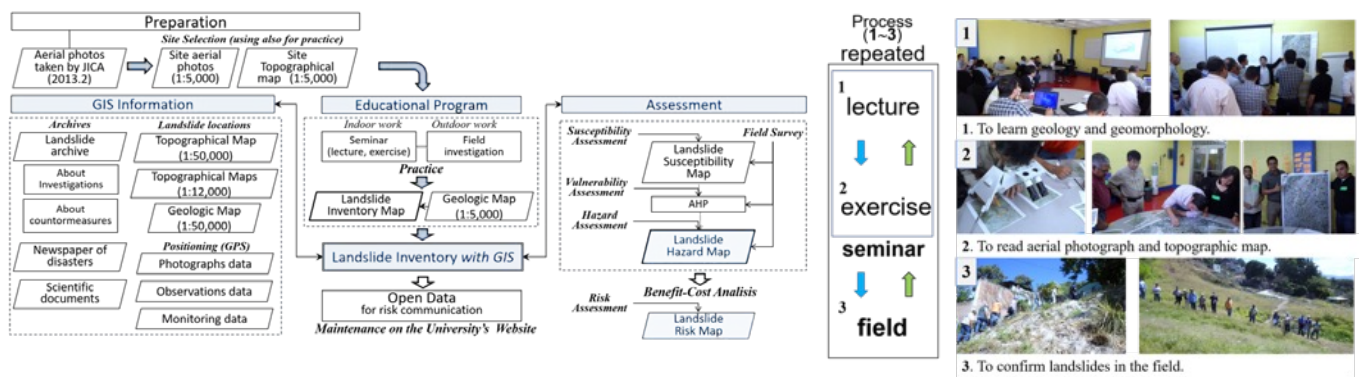 Preparation
Aerial photos
taken by JICA
(2013.2)
Site Selection (using also for practice)
Site aerial
photos
(1:5,000)
Site
Topographical
map (1:5,000)
GIS Information
Archives
Landslide
archive
About
Investigations
About
countormeasures
Newspaper of
disasters
Scientific
documents
Landslide locations
Topographical Map
(1:50,000)
Topographical Maps
(1:12,000)
Geologic Map
(1:50,000)
Positioning (GPS)
Photographs data
Observations data
Monitoring data
Educational Program
Indoor work
Outdoor work
Seminar
(lecture, exercise)
Field
investigation
Practice
Landslide
Inventory Map
Geologic Map
(1:5,000)
Landslide Inventory with GIS
Open Data
for risk communication
Maintenance on the University's Website
Assessment
Susceptibility
Assessment
Field Survey
Landslide
Susceptibility
Map
Vulnerability
Assessment
AHP
Hazard
Assessment
Landslide
Hazard Map
Benefit-Cost Analisis
Risk
Assessment
Landslide
Risk Map
Process
(1~3)
repeated
1
lecture
2
exercise
seminar
3
field
1
1. To learn geology and geomorphology.
2
2. To read aerial photograph and topographic map.
3
3. To confirm landslides in the field.